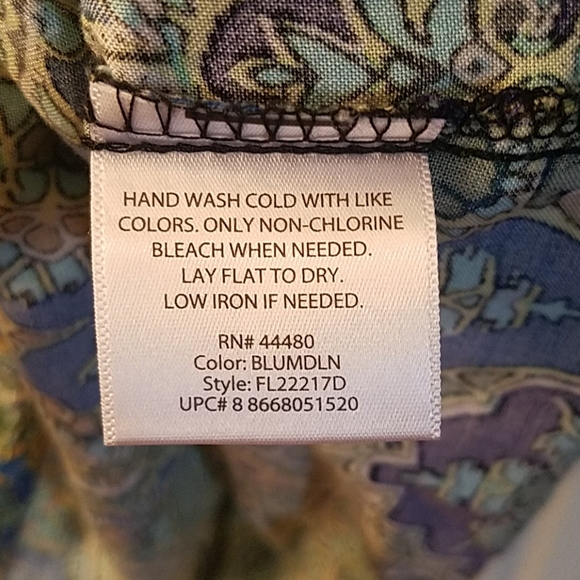 HAND WASH COLD WITH LIKE
COLORS. ONLY NON-CHLORINE
BLEACH WHEN NEEDED.
LAY FLAT TO DRY.
LOW IRON IF NEEDED.
RN# 44480
Color: BLUMDLN
Style: FL22217D
UPC# 8 8668051520